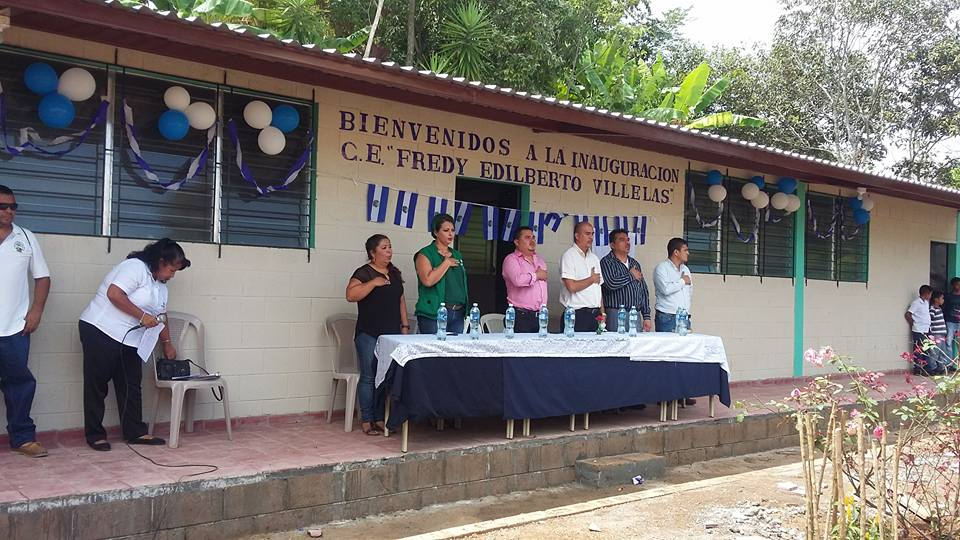 BIENVENIDOS A LA INAUGURACION
C.E. "FREDY EDILBERTO VILLELAS".